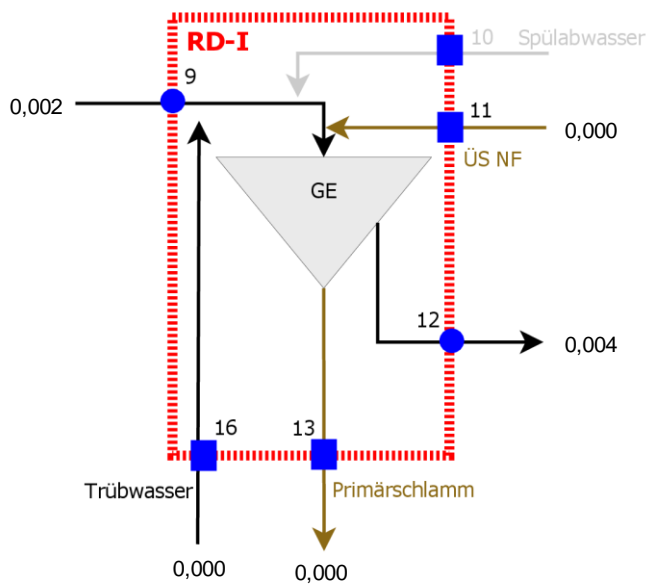 RD-I
10
Spülabwasser
9
0,002
11
0,000
ÜS NF
GE
12
0,004
16
13
Trübwasser
Primärschlamm
0,000
0,000